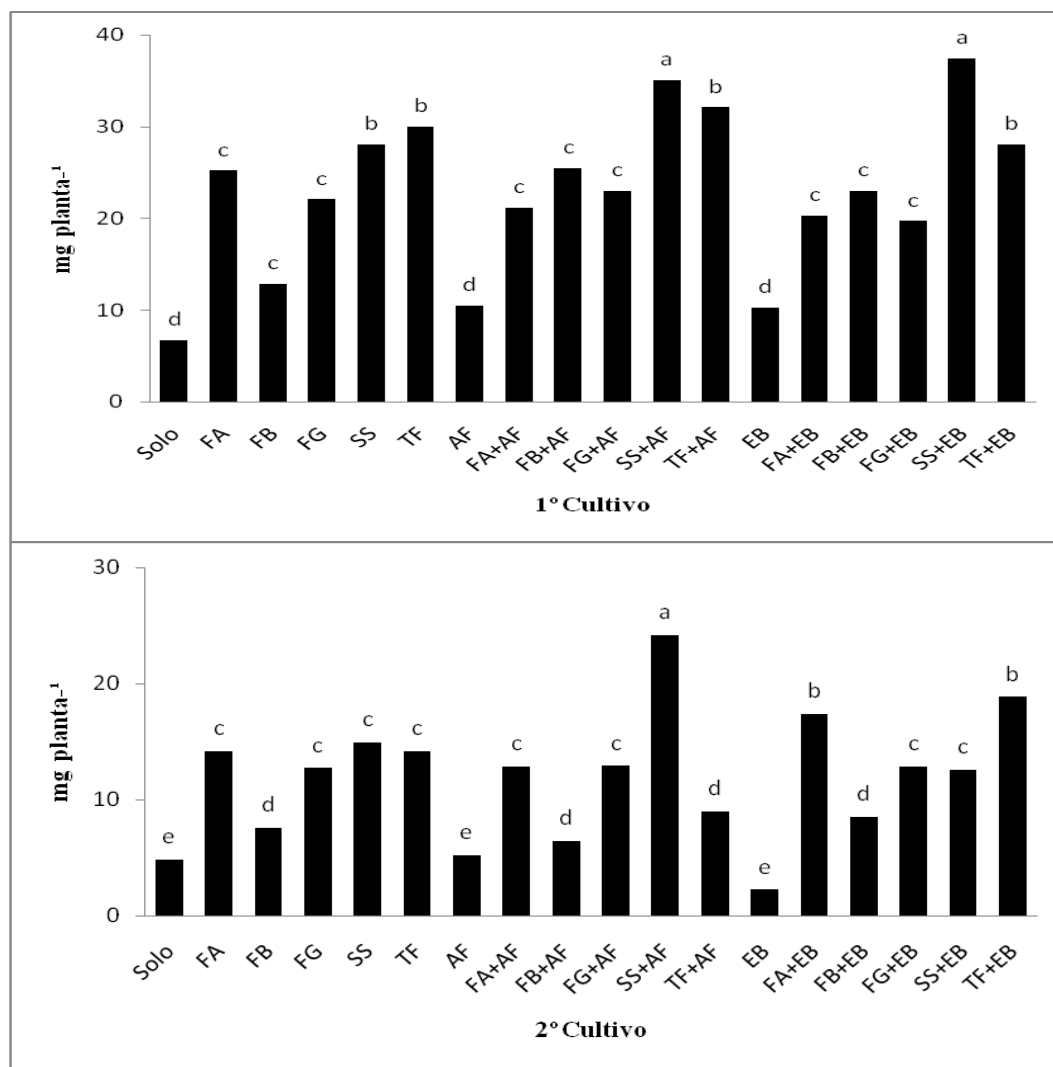 40
30
20
10
0
mg planta-¹
d
c
c
c
b
b
d
c
c
c
a
b
d
c
c
c
a
b
Solo FA FB FG SS TF AF FA+AF FB+AF FG+AF SS+AF TF+AF EB FA+EB FB+EB FG+EB SS+EB TF+EB
1º Cultivo
30
20
10
0
mg planta-¹
e
c
d
c
c
c
e
c
d
c
a
d
e
b
d
c
c
b
Solo FA FB FG SS TF AF FA+AF FB+AF FG+AF SS+AF TF+AF EB FA+EB FB+EB FG+EB SS+EB TF+EB
2º Cultivo